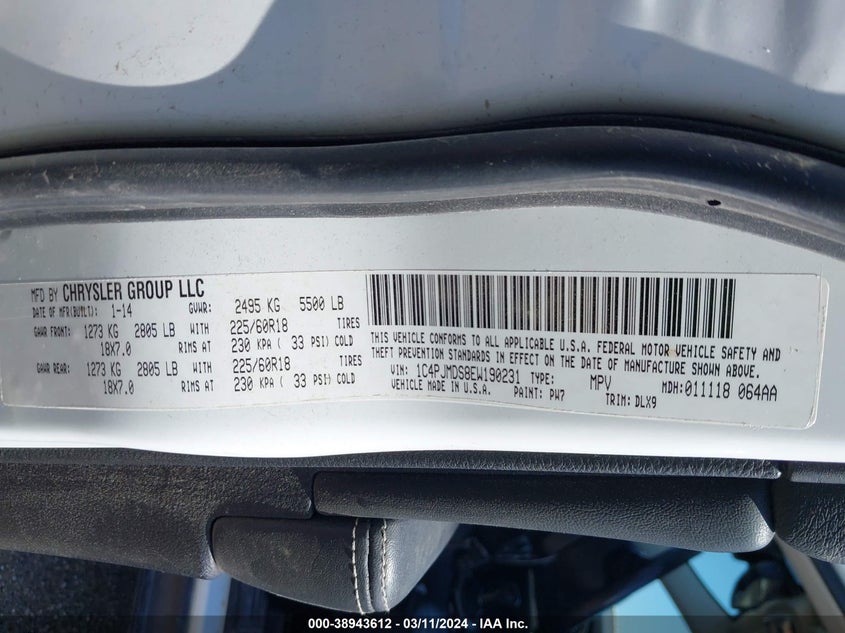 MFD BY CHRYSLER GROUP LLC
DATE OF MFR(BUYLT): 1-14 GVWR: 2495 KG 5500 LB
GAWR FRONT: 1273 KG 2805 LB WITH 225/60R18 TIRES
18X7.0 RIMS AT 230 KPA ( 33 PSI) COLD
GAWR REAR: 1273 KG 2805 LB WITH 225/60R18 TIRES
18X7.0 RIMS AT 230 KPA ( 33 PSI) COLD
THIS VEHICLE CONFORMS TO ALL APPLICABLE U.S.A. FEDERAL MOTOR VEHICLE SAFETY AND
THEFT PREVENTION STANDARDS IN EFFECT ON THE DATE OF MANUFACTURE SHOWN ABOVE.
VIN: 1C4PJMDS8EW190231 TYPE: MPV MDH: 011118 064AA
VEHICLE MADE IN U.S.A. PAINT: PW7 TRIM: DLX9
000-38943612 - 03/11/2024 - IAA Inc.